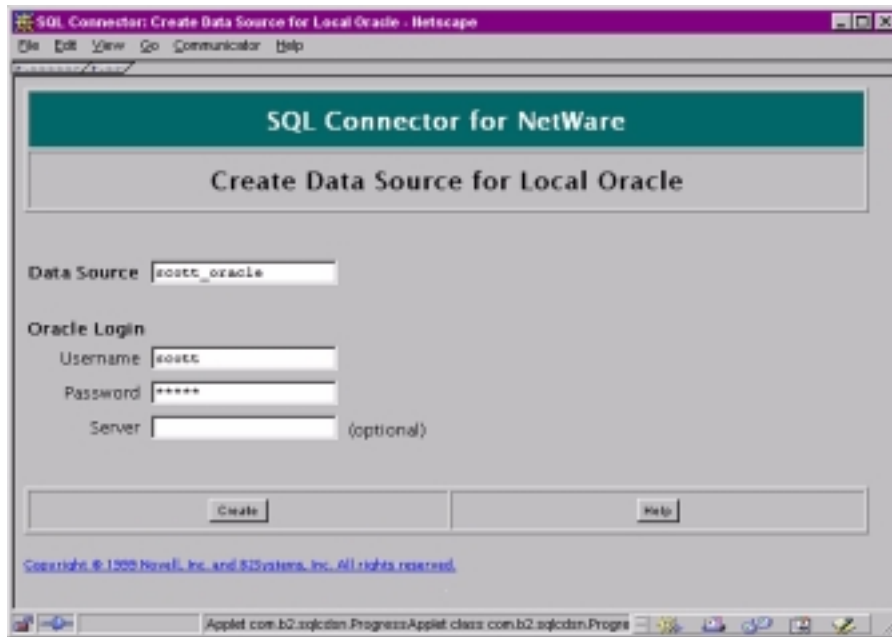 SQL Connector: Create Data Source for Local Oracle - Netscape
File Edit View Go Communicator Help
SQL Connector for NetWare
Create Data Source for Local Oracle
Data Source scott_oracle
Oracle Login
Username scott
Password *****
Server (optional)
Create Help
Copyright © 1999 Novell, Inc. and B2Systems, Inc. All rights reserved.
Applet com.b2.sqlcdsn.ProgressApplet class com.b2.sqlcdsn.Progre